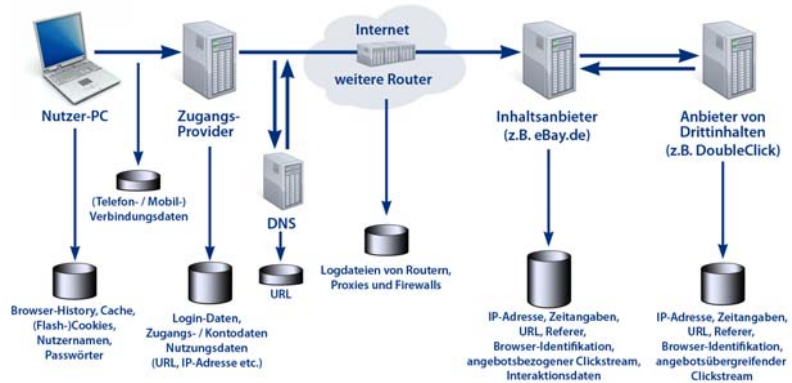 Internet
weitere Router
Nutzer-PC
Zugangs-
Provider
Inhaltsanbieter
(z.B. eBay.de)
Anbieter von
Drittinhalten
(z.B. DoubleClick)
(Telefon- / Mobil-)
Verbindungsdaten
DNS
URL
Logdateien von Routern,
Proxies und Firewalls
Browser-History, Cache,
(Flash-)Cookies,
Nutzernamen,
Passwörter
Login-Daten,
Zugangs- / Kontodaten
Nutzungsdaten
(URL, IP-Adresse etc.)
IP-Adresse, Zeitangaben,
URL, Referer,
Browser-Identifikation,
angebotsbezogener Clickstream,
Interaktionsdaten
IP-Adresse, Zeitangaben,
URL, Referer,
Browser-Identifikation,
angebotsübergreifender
Clickstream